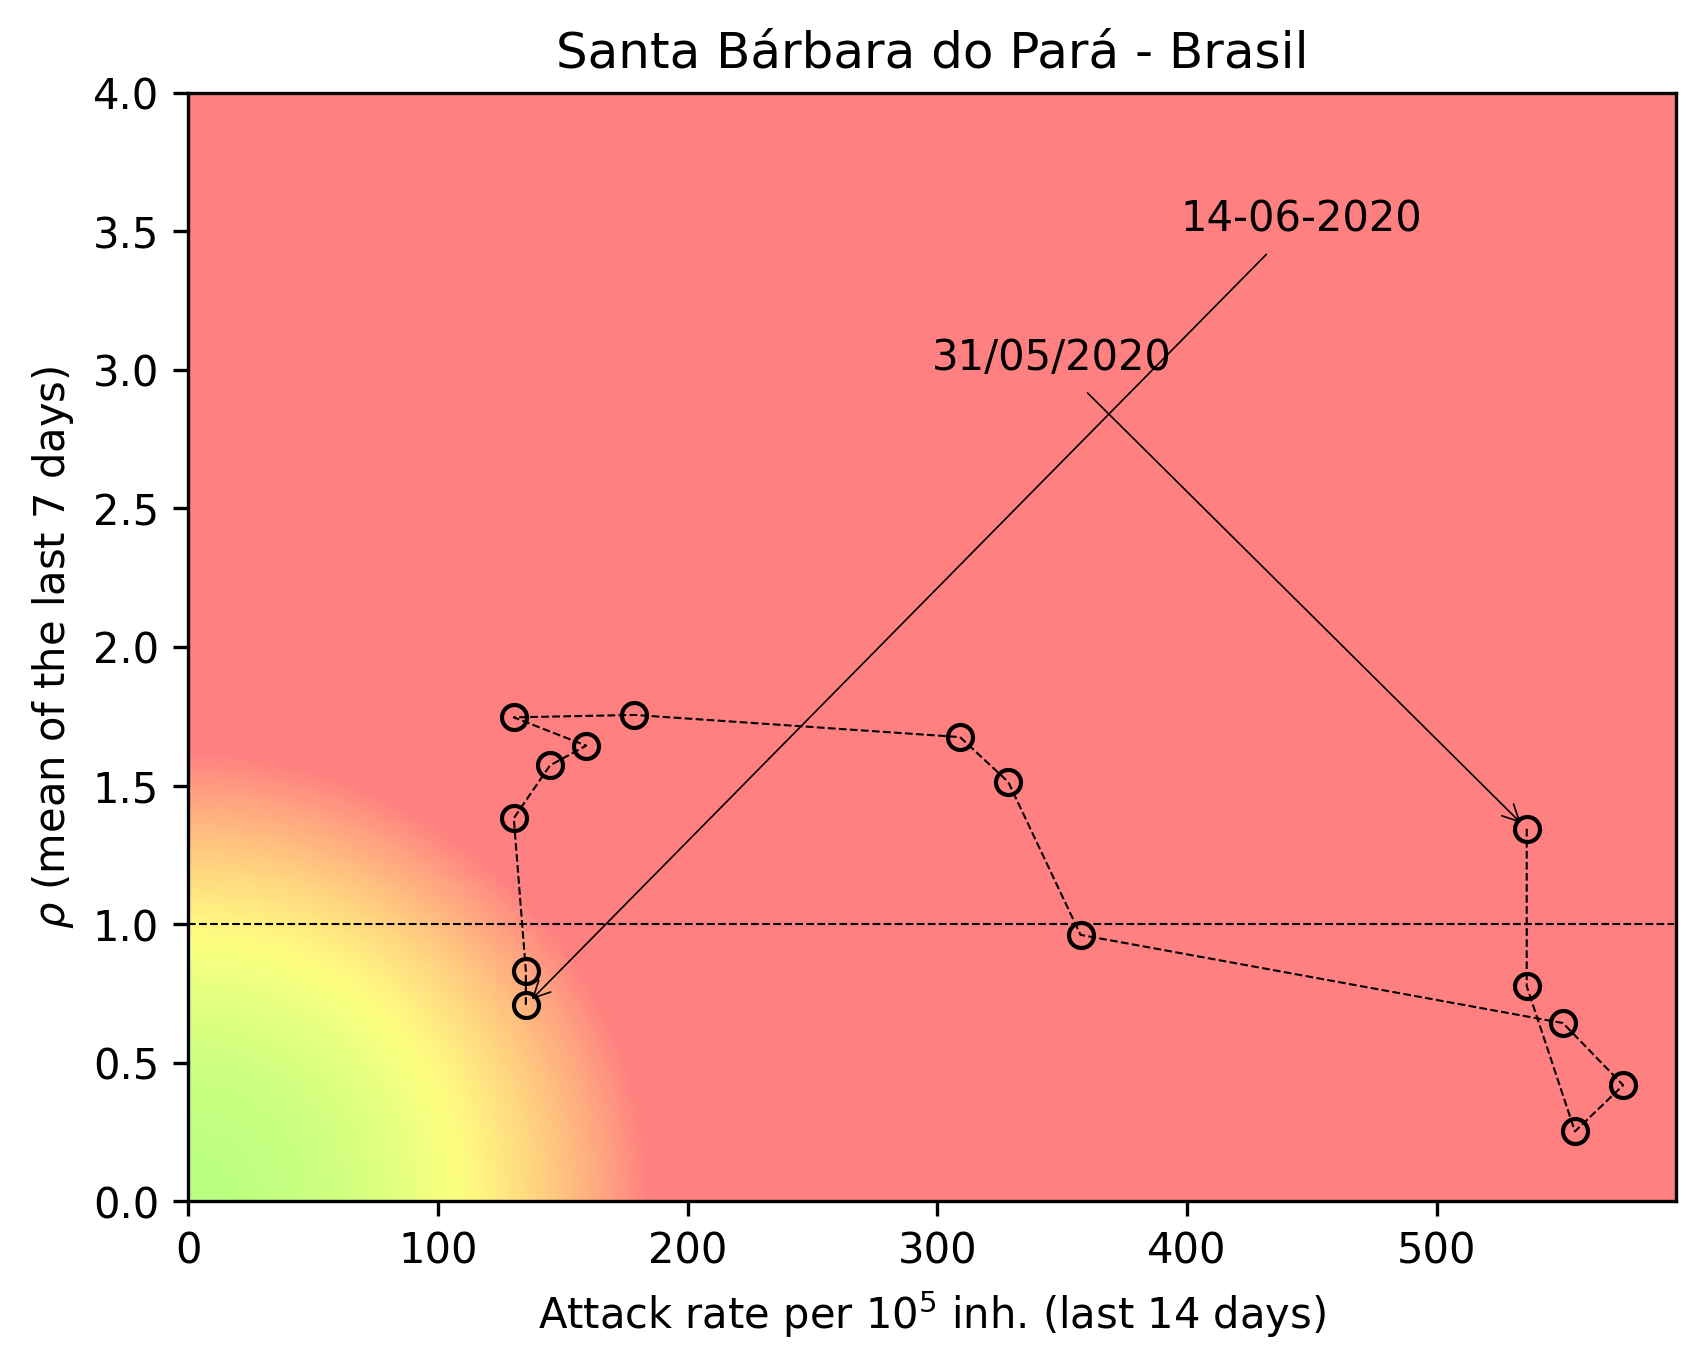 Santa Bárbara do Pará - Brasil
4.0
3.5
3.0
2.5
2.0
1.5
1.0
0.5
0.0
ρ (mean of the last 7 days)
14-06-2020
31/05/2020
0 100 200 300 400 500
Attack rate per 10⁵ inh. (last 14 days)